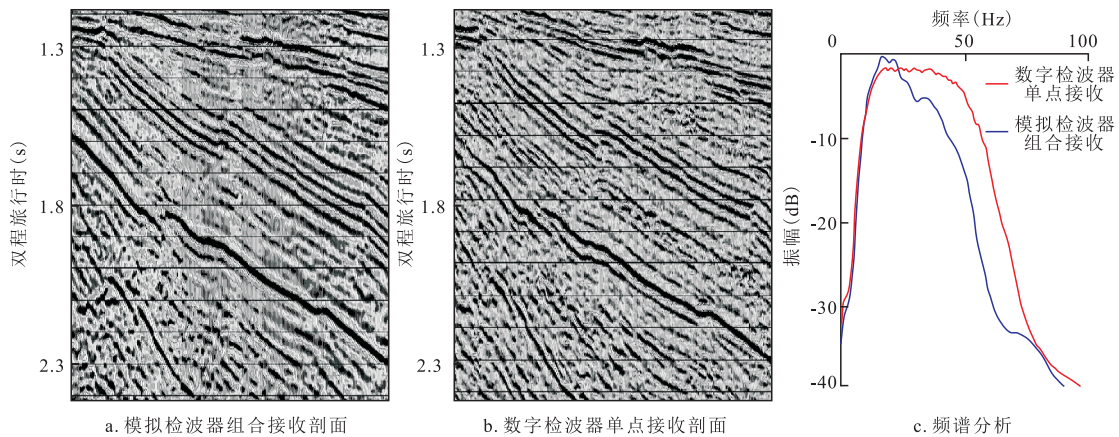 1.3
1.8
2.3
双程旅行时(s)
a.模拟检波器组合接收剖面
1.3
1.8
2.3
双程旅行时(s)
b.数字检波器单点接收剖面
频率(Hz)
0 50 100
-10
-20
-30
-40
振幅(dB)
数字检波器
单点接收
模拟检波器
组合接收
c.频谱分析